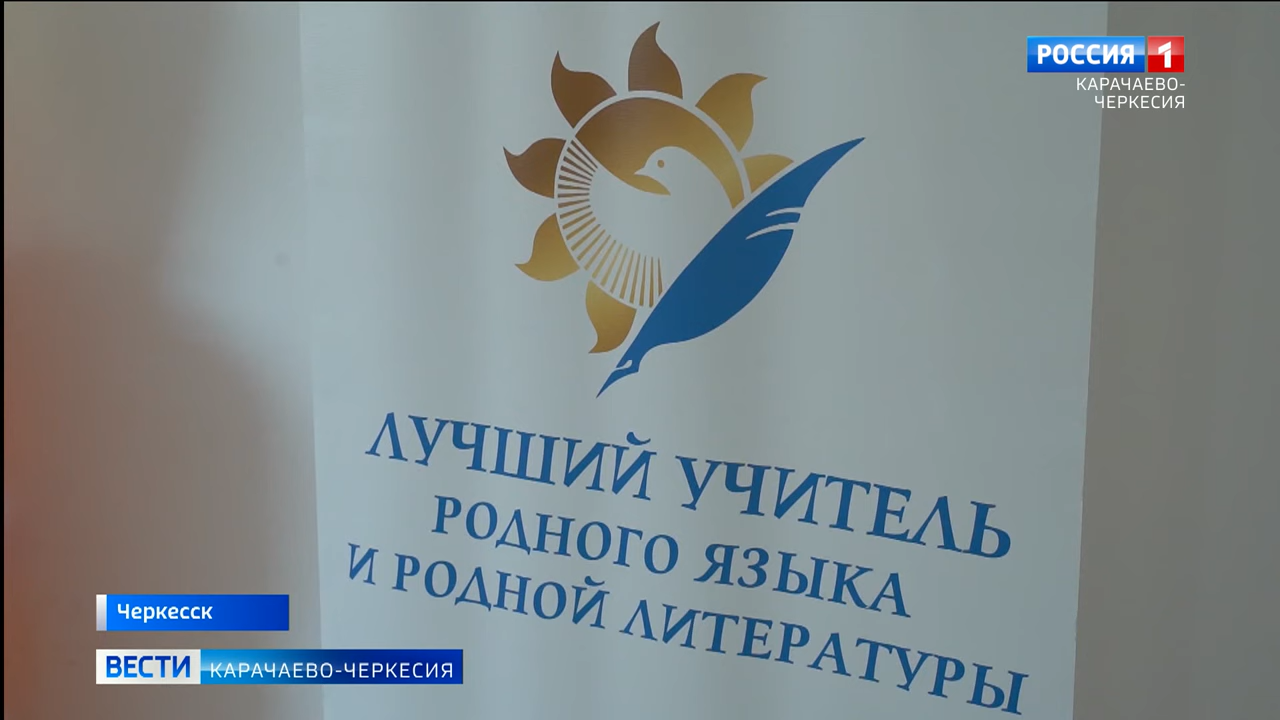 РОССИЯ 1
КАРАЧАЕВО-
ЧЕРКЕСИЯ
ЛУЧШИЙ УЧИТЕЛЬ
РОДНОГО ЯЗЫКА
И РОДНОЙ ЛИТЕРАТУРЫ
Черкесск
ВЕСТИ КАРАЧАЕВО-ЧЕРКЕСИЯ